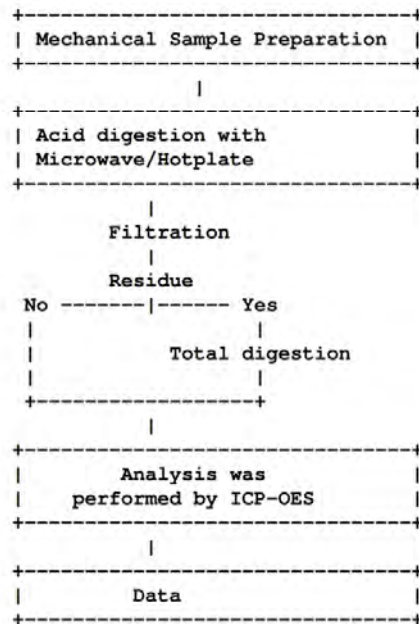 Mechanical Sample Preparation
Acid digestion with
Microwave/Hotplate
Filtration
Residue
No Yes
Total digestion
Analysis was
performed by ICP-OES
Data